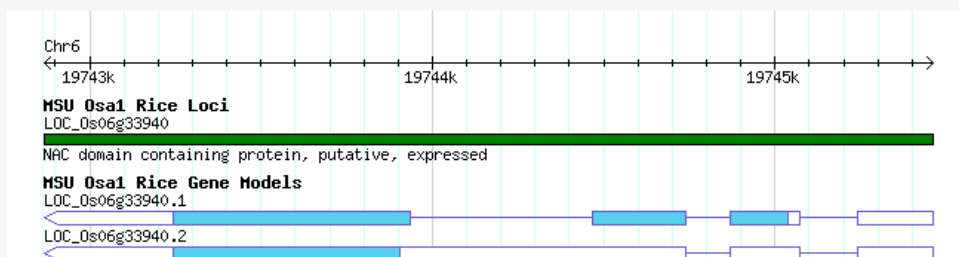 Chr6
19743k 19744k 19745k
MSU Osa1 Rice Loci
LOC_Os06g33940
NAC domain containing protein, putative, expressed
MSU Osa1 Rice Gene Models
LOC_Os06g33940.1
LOC_Os06g33940.2